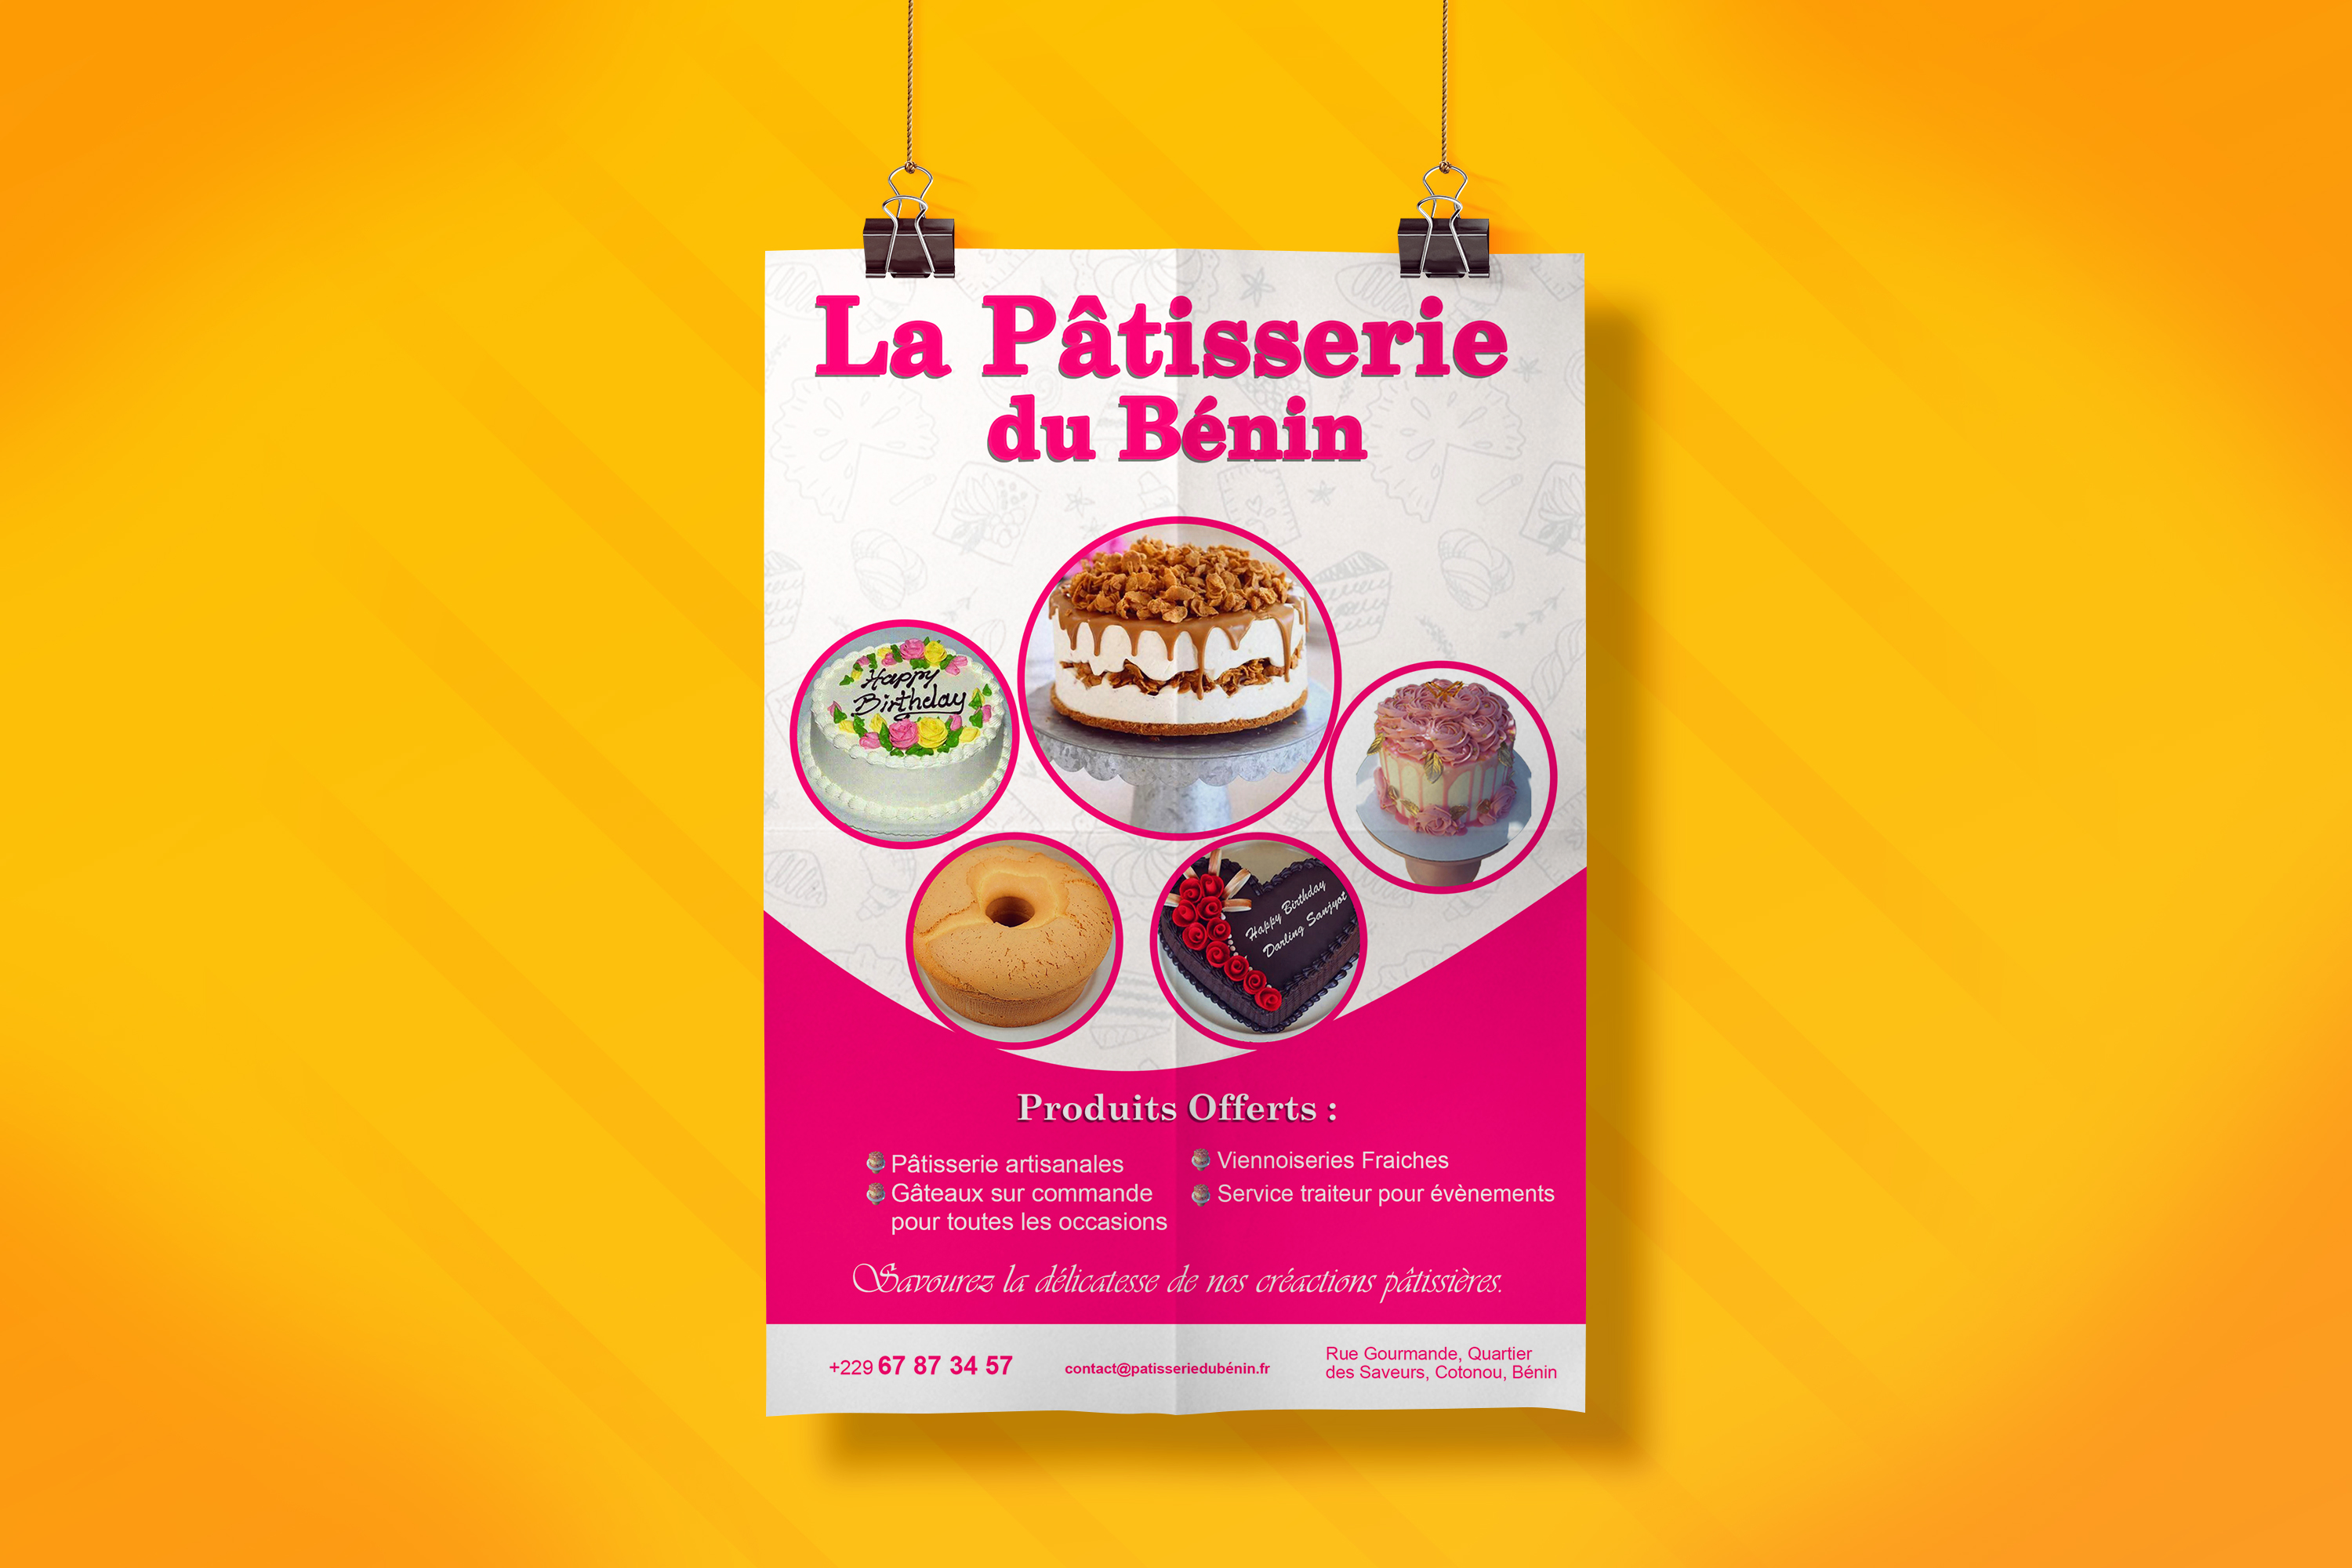 La Pâtisserie
du Bénin
Happy
Birthday
Happy Birthday
Darling Sanjyot
Produits Offerts :
Pâtisserie artisanales
Gâteaux sur commande
pour toutes les occasions
Viennoiseries Fraiches
Service traiteur pour évènements
Savourez la délicatesse de nos créactions pâtissières.
+229 67 87 34 57
contact@patisseriedubénin.fr
Rue Gourmande, Quartier
des Saveurs, Cotonou, Bénin